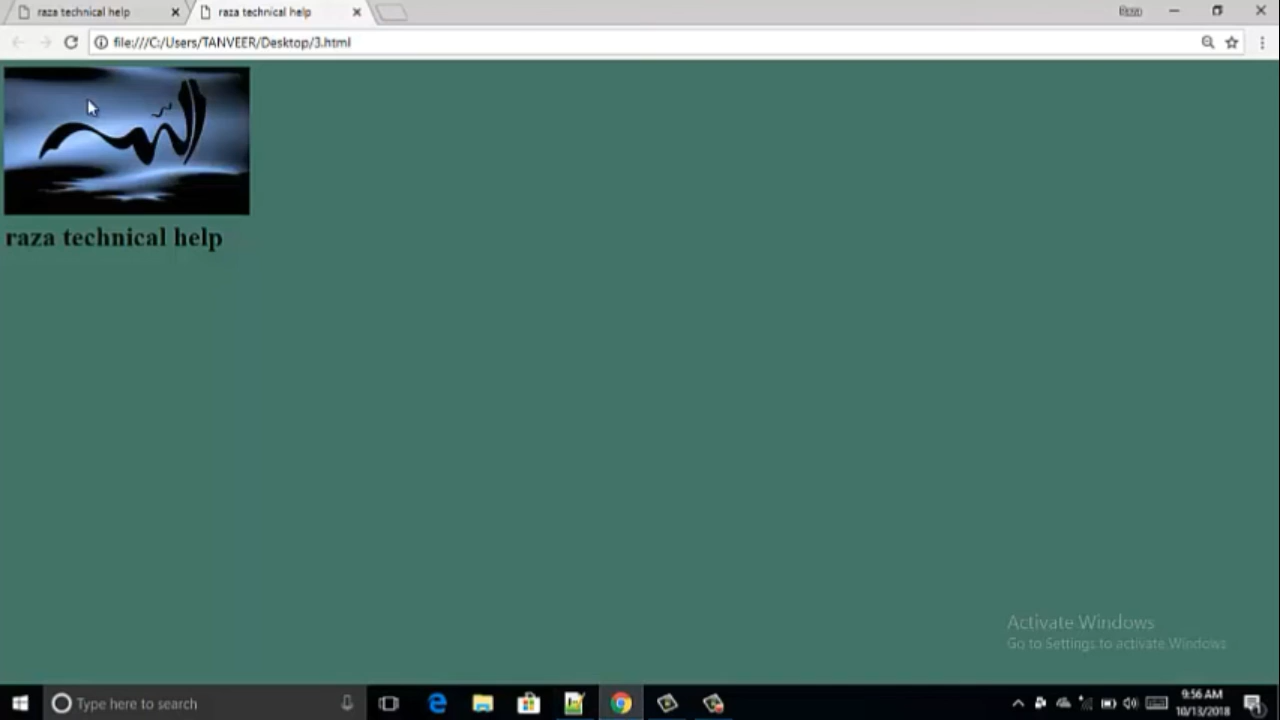 raza technical help
raza technical help
file:///C:/Users/TANVEER/Desktop/3.html
raza technical help
Activate Windows
Go to Settings to activate Windows
Type here to search
9:56 AM
10/13/2018